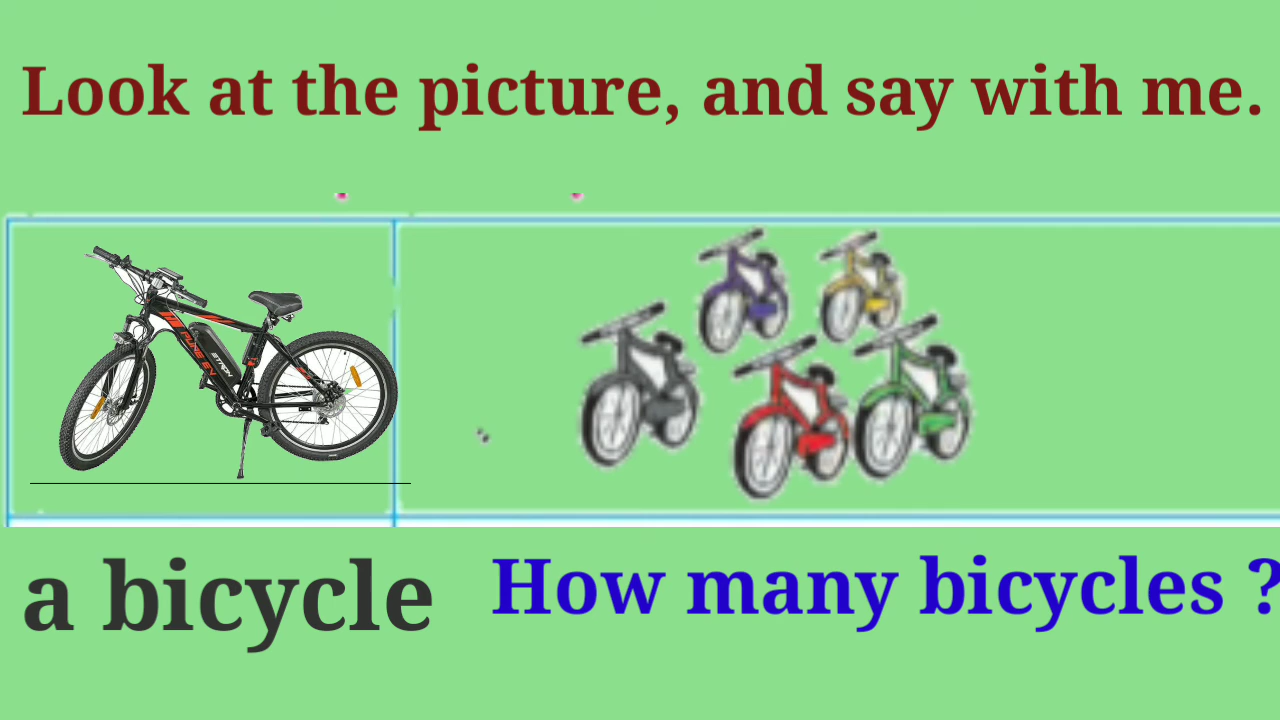 Look at the picture, and say with me.
a bicycle
How many bicycles ?